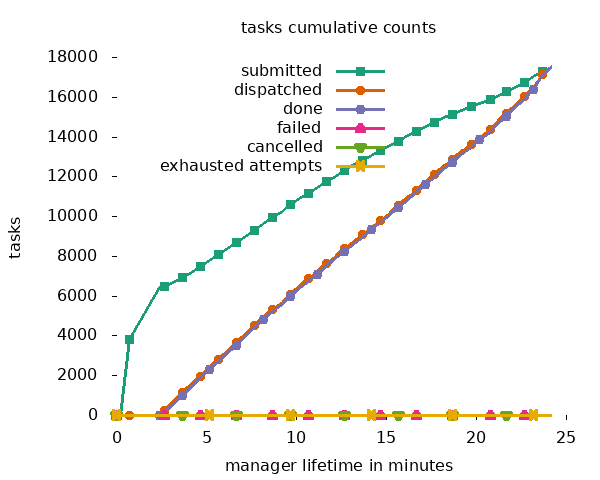 tasks cumulative counts
18000
16000
14000
12000
10000
8000
6000
4000
2000
0
tasks
submitted
dispatched
done
failed
cancelled
exhausted attempts
0 5 10 15 20 25
manager lifetime in minutes